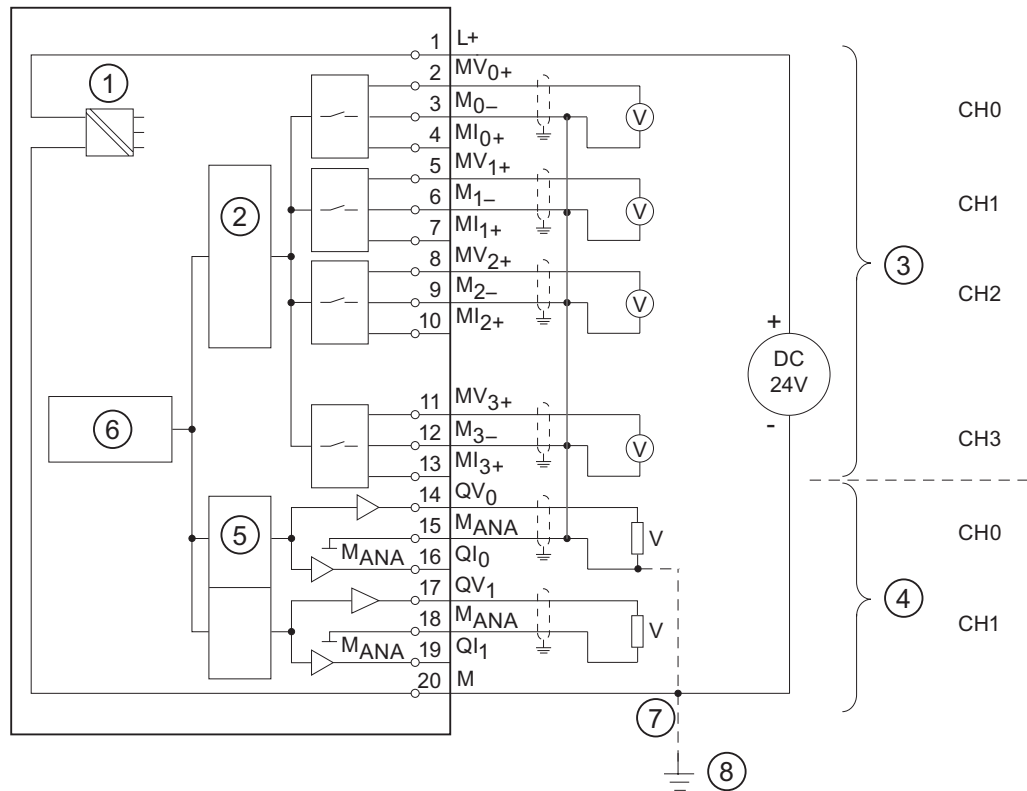 1 L+
① 2 MV0+
3 M0– CH0
V
4 MI0+
5 MV1+
② 6 M1– V CH1
7 MI1+
8 MV2+ ③
9 M2– V CH2
10 MI2+
+
DC
24V
-
11 MV3+
⑥ 12 M3– V CH3
13 MI3+
14 QV0
⑤ 15 MANA V CH0
MANA 16 QI0
17 QV1 ④
18 MANA V CH1
MANA 19 QI1
20 M
⑦
⑧